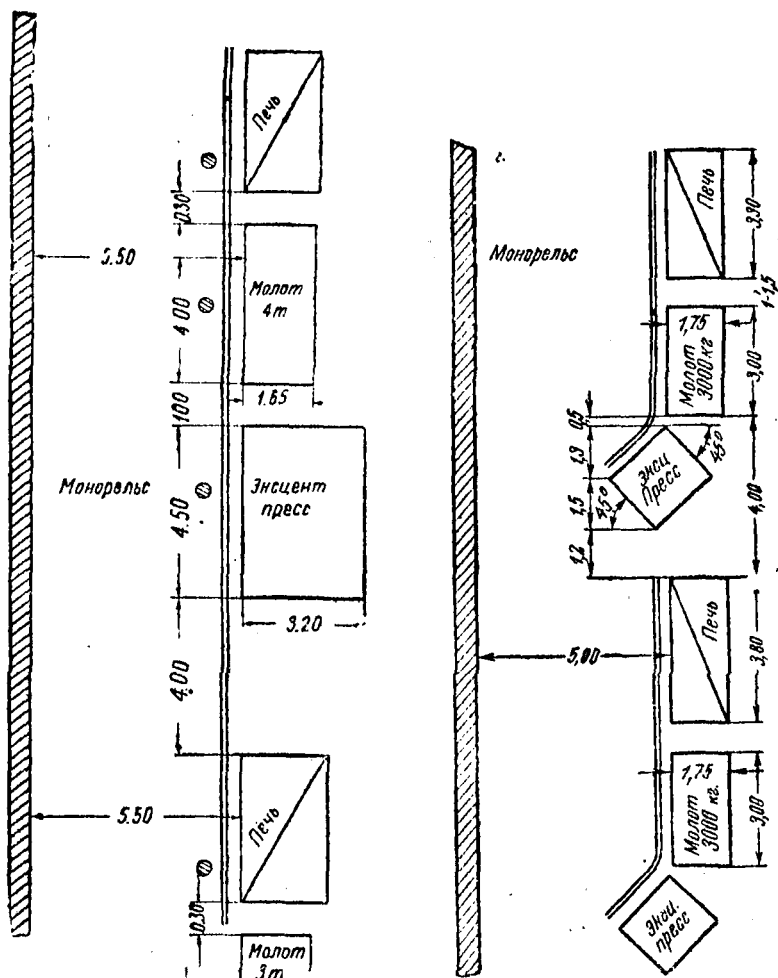 Печь
0.30
5.50
4.00
Молот
4т
1.65
1.00
Монорельс
4.50
Эксцент
пресс
3.20
4.00
5.50
Печь
0.30
Молот
3т
г.
Монорельс
Печь
3,30
1-1,5
1,75
Молот
3000 кг
3,00
0,5
1,3
45°
Эксц
Пресс
1,5
45°
4,00
1,2
Печь
5,00
3,80
1,75
Молот
3000 кг.
3,00
Эксц.
пресс